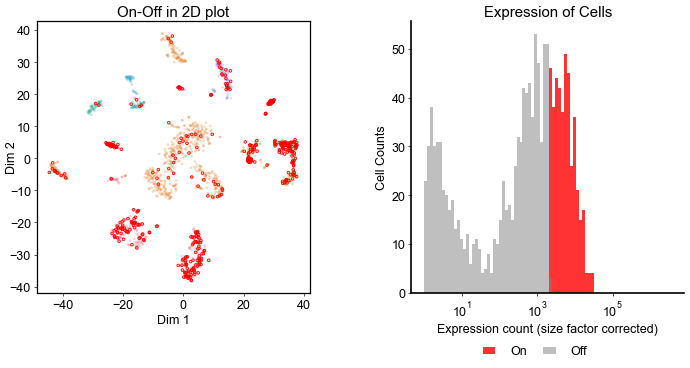 On-Off in 2D plot
Dim 2
40
30
20
10
0
−10
−20
−30
−40
−40 −20 0 20 40
Dim 1
Expression of Cells
Cell Counts
50
40
30
20
10
0
10¹ 10³ 10⁵
Expression count (size factor corrected)
On Off